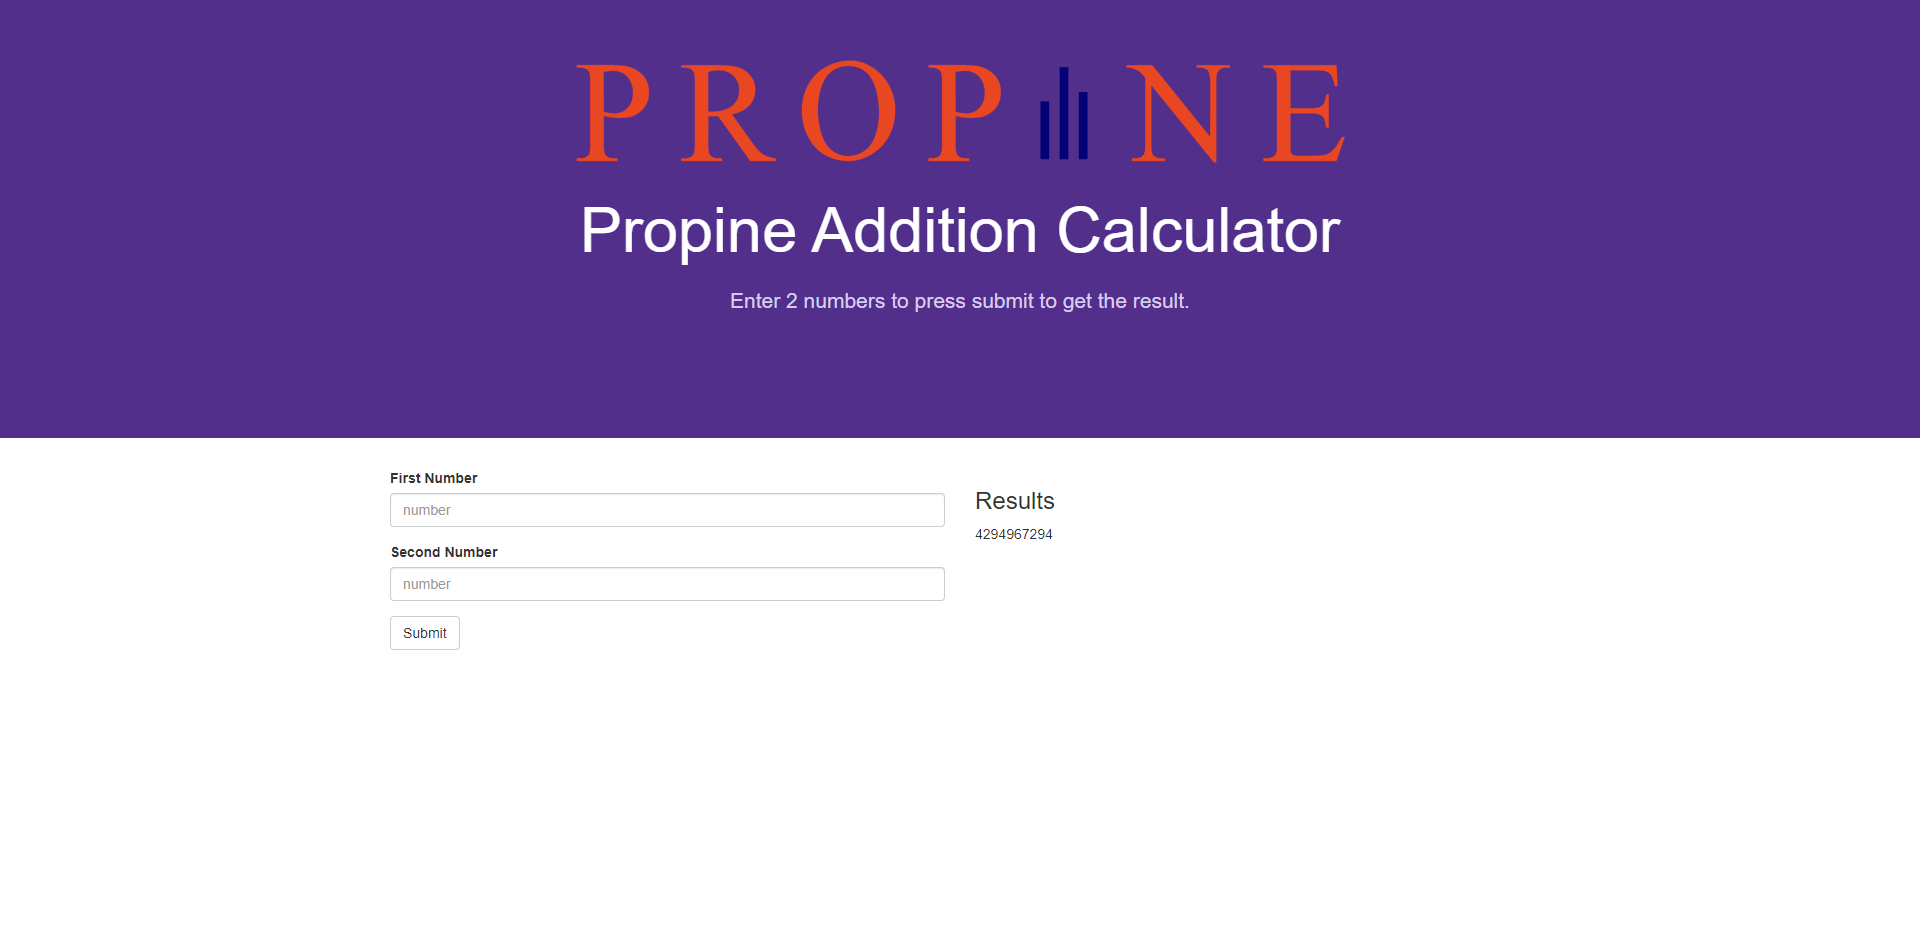 PROPINE
Propine Addition Calculator
Enter 2 numbers to press submit to get the result.
First Number
number
Second Number
number
Submit
Results
4294967294